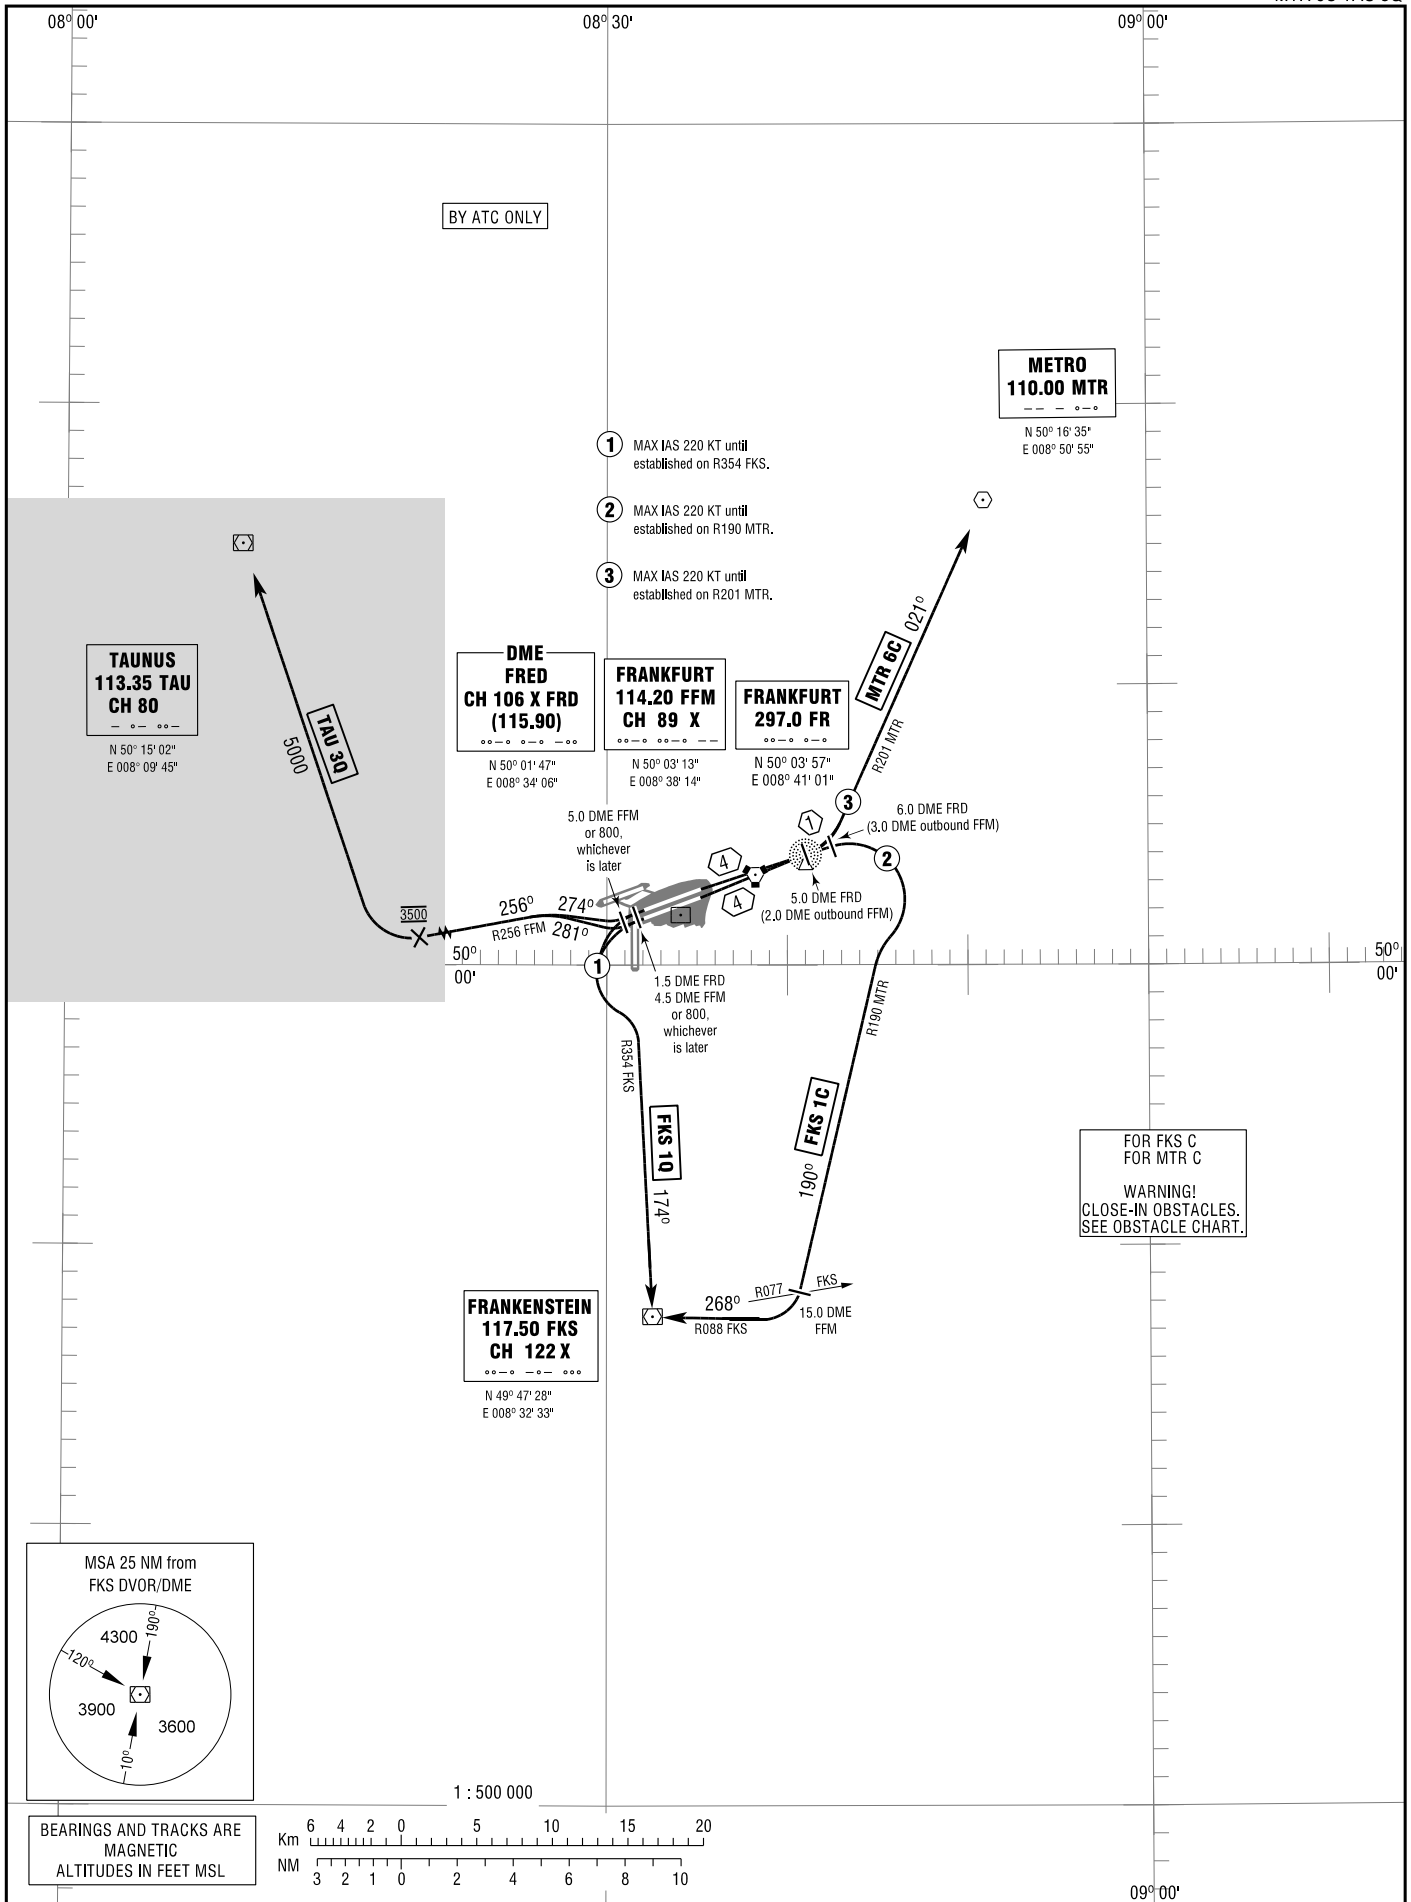 08° 00'
08° 30'
09° 00'
BY ATC ONLY
METRO
110.00 MTR
N 50° 16' 35"
E 008° 50' 55"
1 MAX IAS 220 KT until
established on R354 FKS.
2 MAX IAS 220 KT until
established on R190 MTR.
3 MAX IAS 220 KT until
established on R201 MTR.
TAUNUS
113.35 TAU
CH 80
N 50° 15' 02"
E 008° 09' 45"
DME
FRED
CH 106 X FRD
(115.90)
N 50° 01' 47"
E 008° 34' 06"
FRANKFURT
114.20 FFM
CH 89 X
N 50° 03' 13"
E 008° 38' 14"
FRANKFURT
297.0 FR
N 50° 03' 57"
E 008° 41' 01"
TAU 3Q
5000
MTR 6C
021°
R201 MTR
5.0 DME FFM
or 800,
whichever
is later
1
3
6.0 DME FRD
(3.0 DME outbound FFM)
2
4
4
5.0 DME FRD
(2.0 DME outbound FFM)
3500
256°
274°
R256 FFM
281°
50°
00'
50°
00'
1
1.5 DME FRD
4.5 DME FFM
or 800,
whichever
is later
R354 FKS
R190 MTR
FKS 1Q
174°
FKS 1C
190°
FOR FKS C
FOR MTR C
WARNING!
CLOSE-IN OBSTACLES.
SEE OBSTACLE CHART.
R077
FKS
268°
R088 FKS
15.0 DME
FFM
FRANKENSTEIN
117.50 FKS
CH 122 X
N 49° 47' 28"
E 008° 32' 33"
MSA 25 NM from
FKS DVOR/DME
4300
190°
120°
3900
3600
10°
1 : 500 000
BEARINGS AND TRACKS ARE
MAGNETIC
ALTITUDES IN FEET MSL
Km 6 4 2 0 5 10 15 20
NM 3 2 1 0 2 4 6 8 10
09° 00'